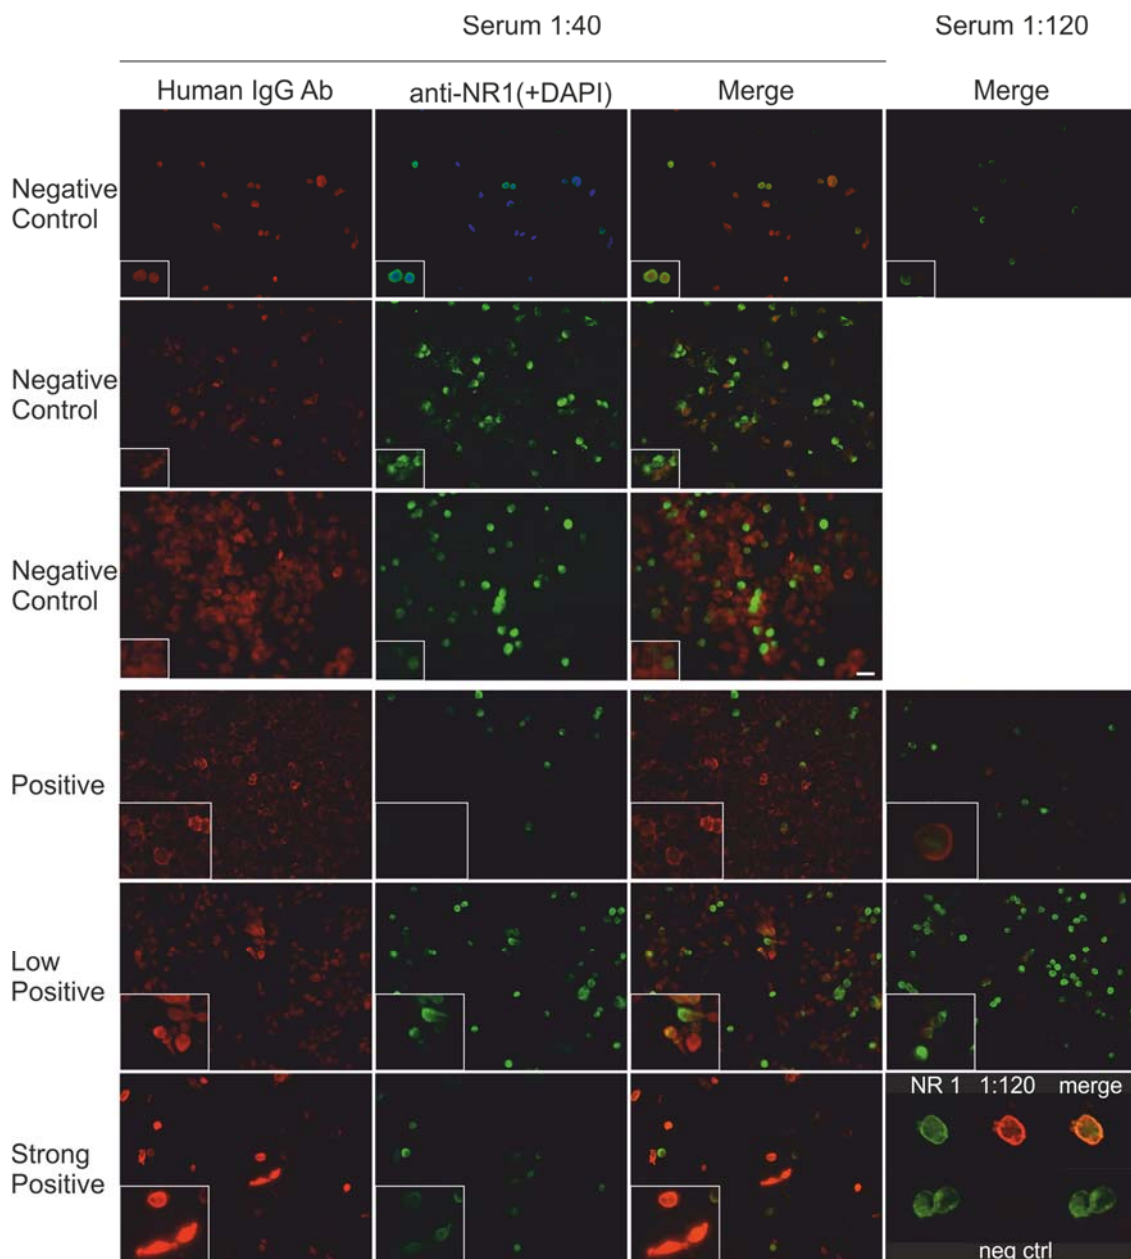 Serum 1:40
Serum 1:120
Human IgG Ab
anti-NR1(+DAPI)
Merge
Merge
Negative
Control
Negative
Control
Negative
Control
Positive
Low
Positive
Strong
Positive
NR 1
1:120
merge
neg ctrl